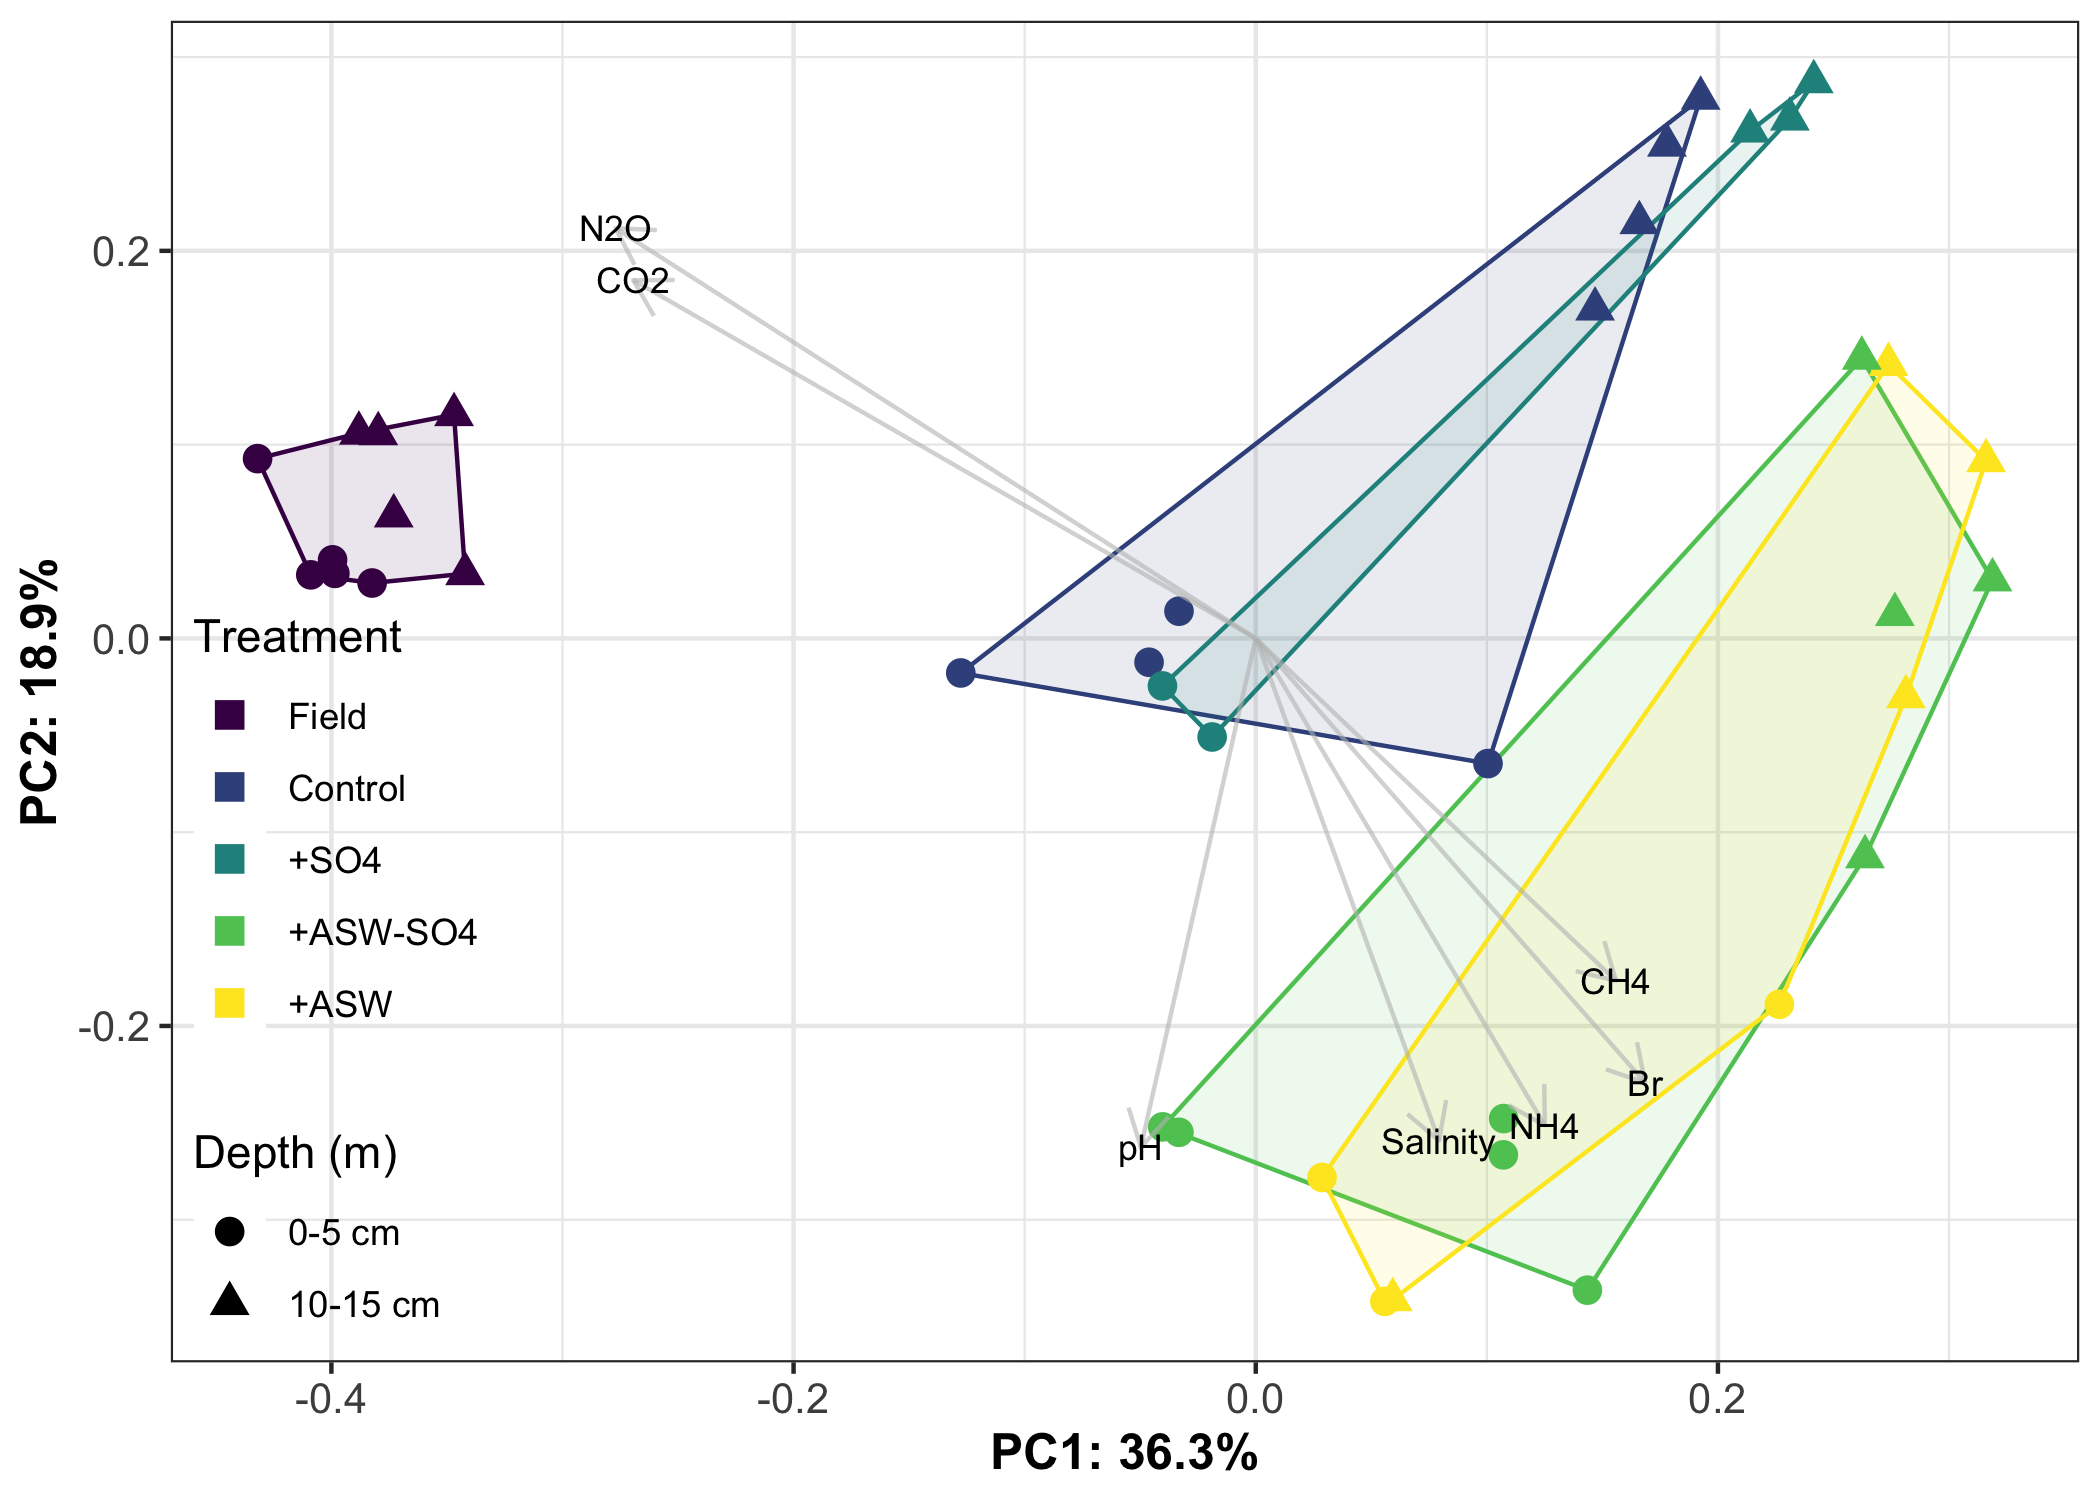 N2O
0.2
CO2
Treatment
0.0
Field
Control
+SO4
+ASW-SO4
+ASW
-0.2
CH4
Br
NH4
Salinity
pH
Depth (m)
0-5 cm
10-15 cm
PC2: 18.9%
-0.4
-0.2
0.0
0.2
PC1: 36.3%